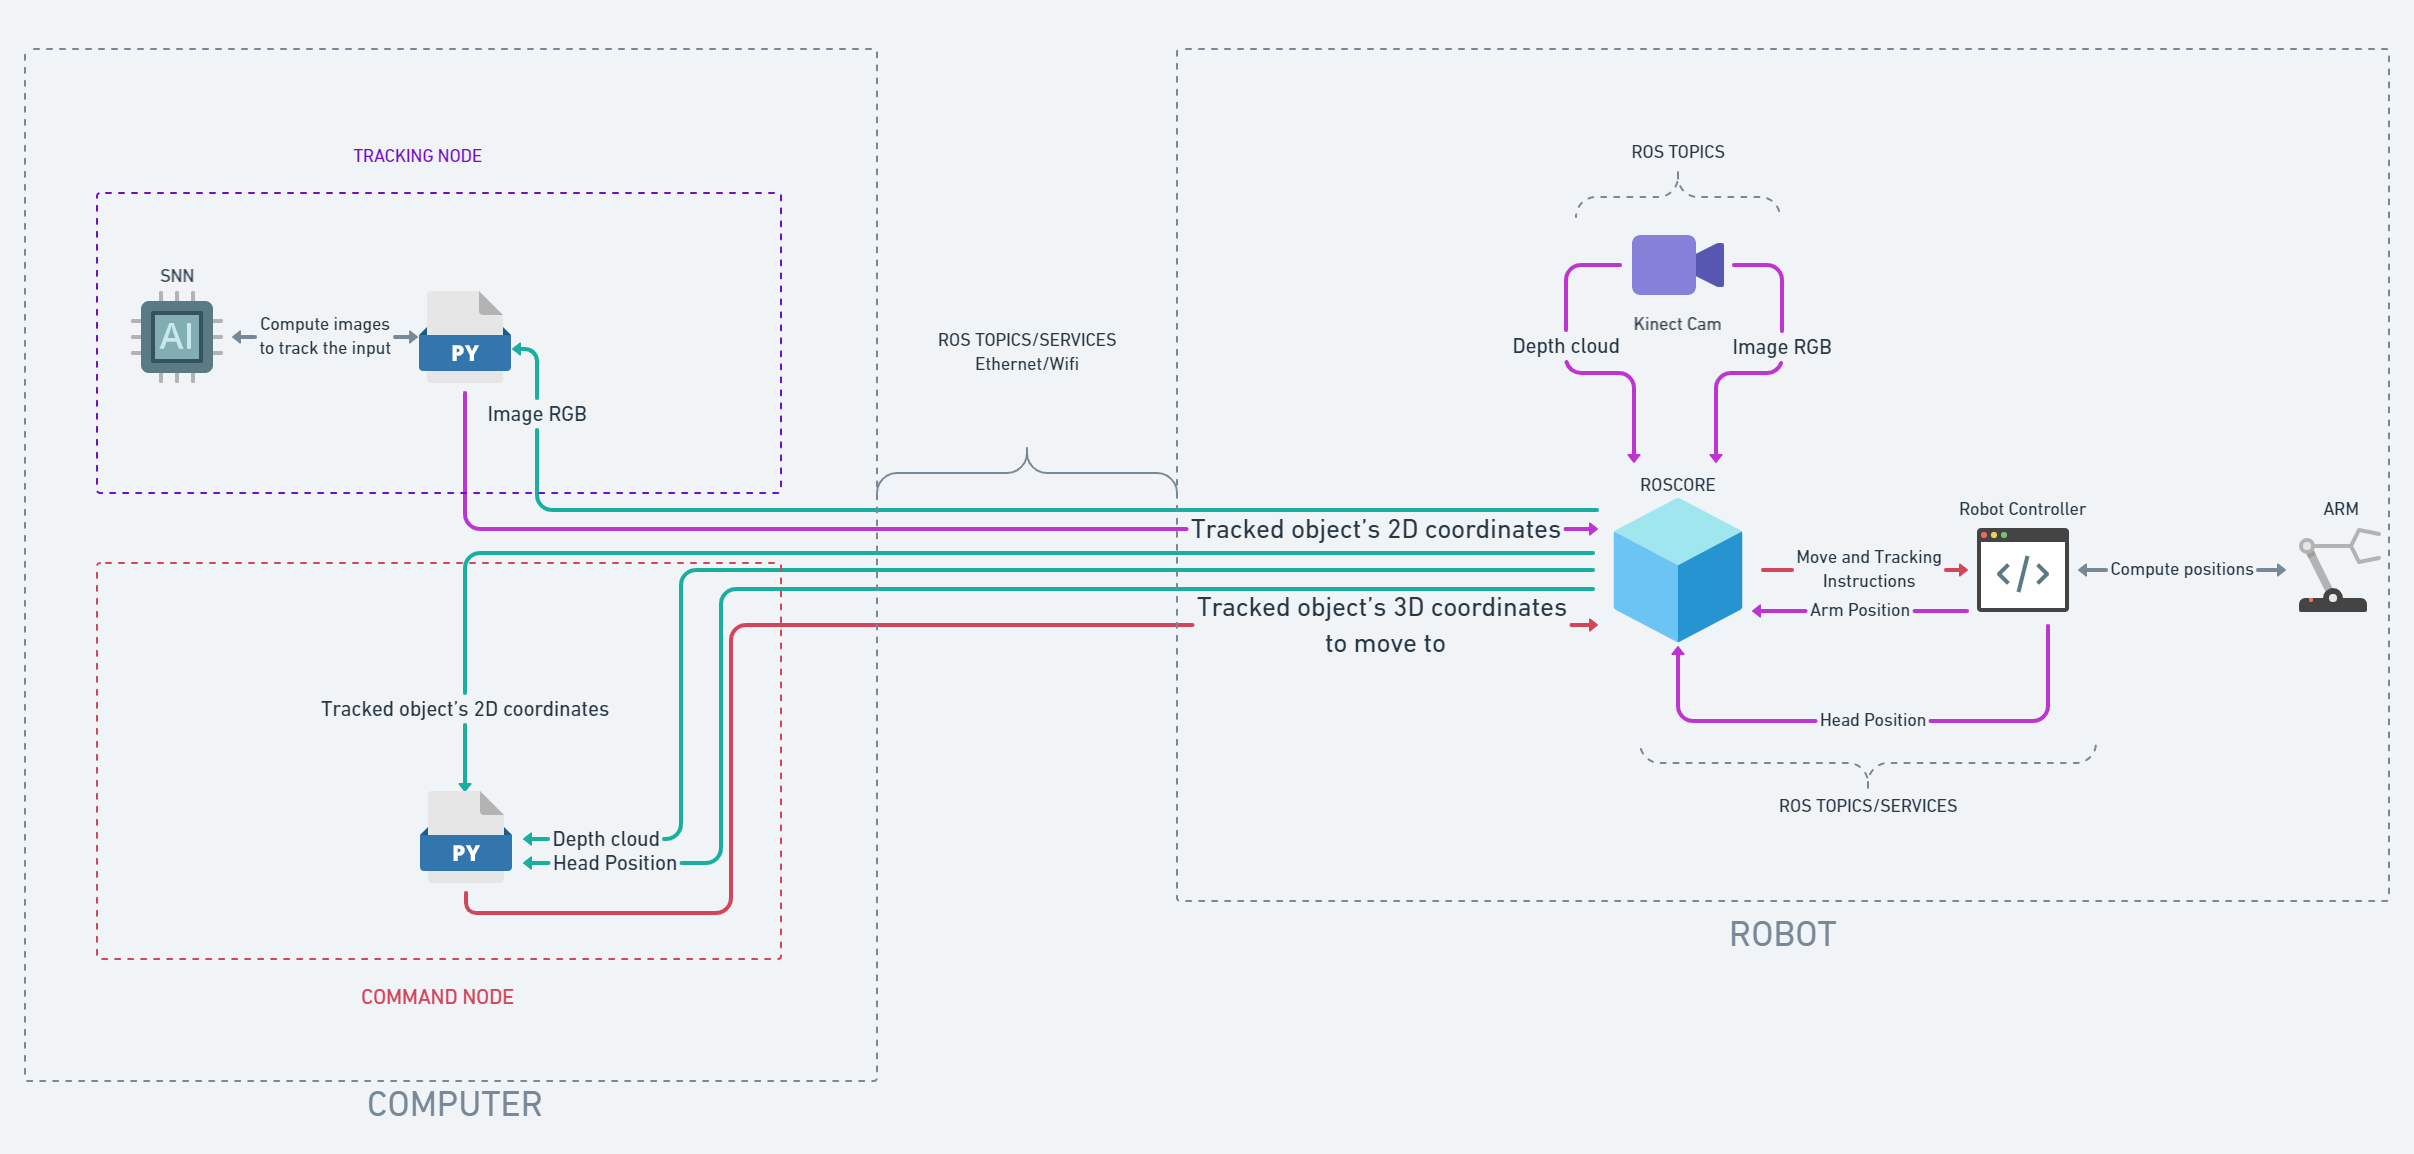 TRACKING NODE
SNN
AI
Compute images
to track the input
PY
Image RGB
Tracked object's 2D coordinates
PY
Depth cloud
Head Position
COMMAND NODE
COMPUTER
ROS TOPICS/SERVICES
Ethernet/Wifi
Tracked object's 2D coordinates
Tracked object's 3D coordinates
to move to
ROS TOPICS
Kinect Cam
Depth cloud
Image RGB
ROSCORE
Robot Controller
</>
ARM
Move and Tracking
Instructions
Compute positions
Arm Position
Head Position
ROS TOPICS/SERVICES
ROBOT